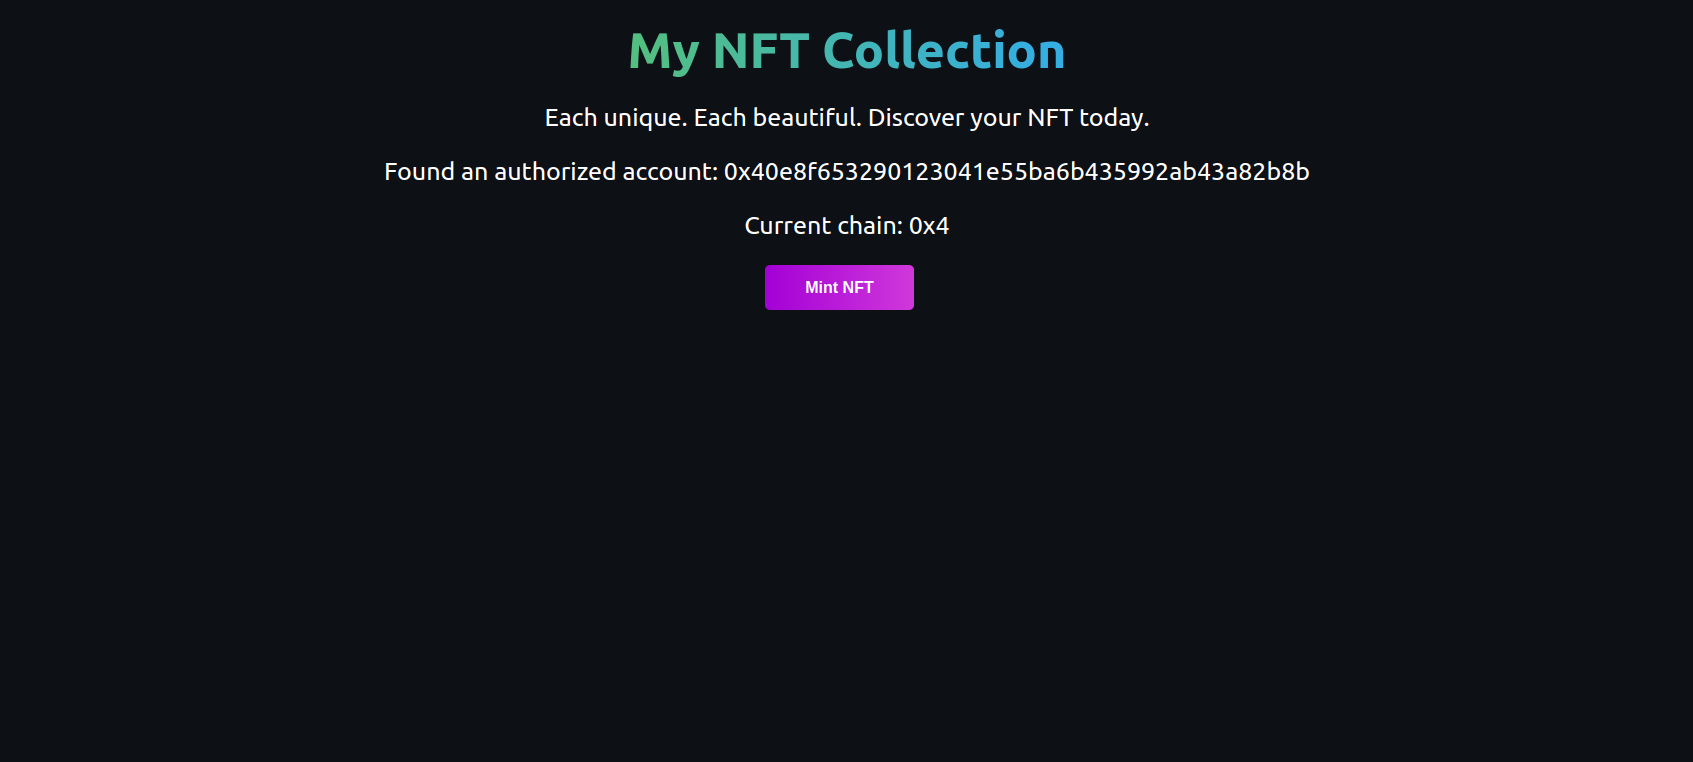 My NFT Collection
Each unique. Each beautiful. Discover your NFT today.
Found an authorized account: 0x40e8f653290123041e55ba6b435992ab43a82b8b
Current chain: 0x4
Mint NFT